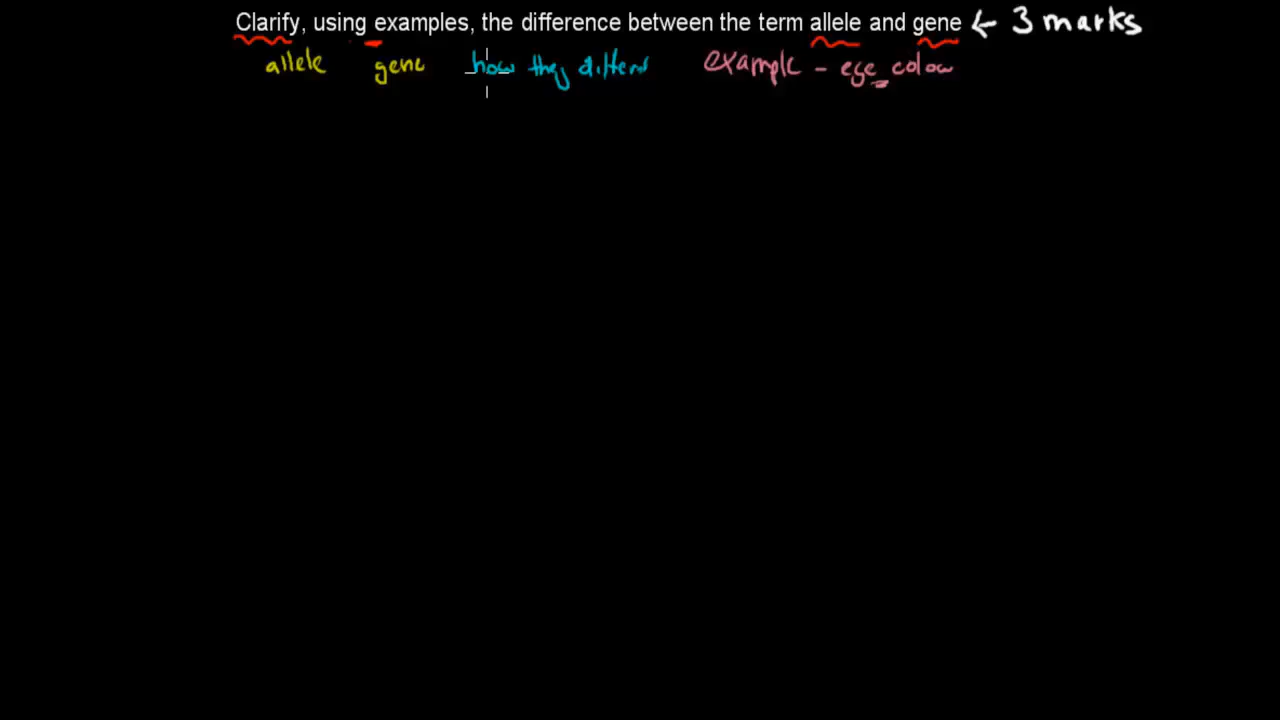 Clarify, using examples, the difference between the term allele and gene ← 3 marks
allele gene how they differ example - eye colour